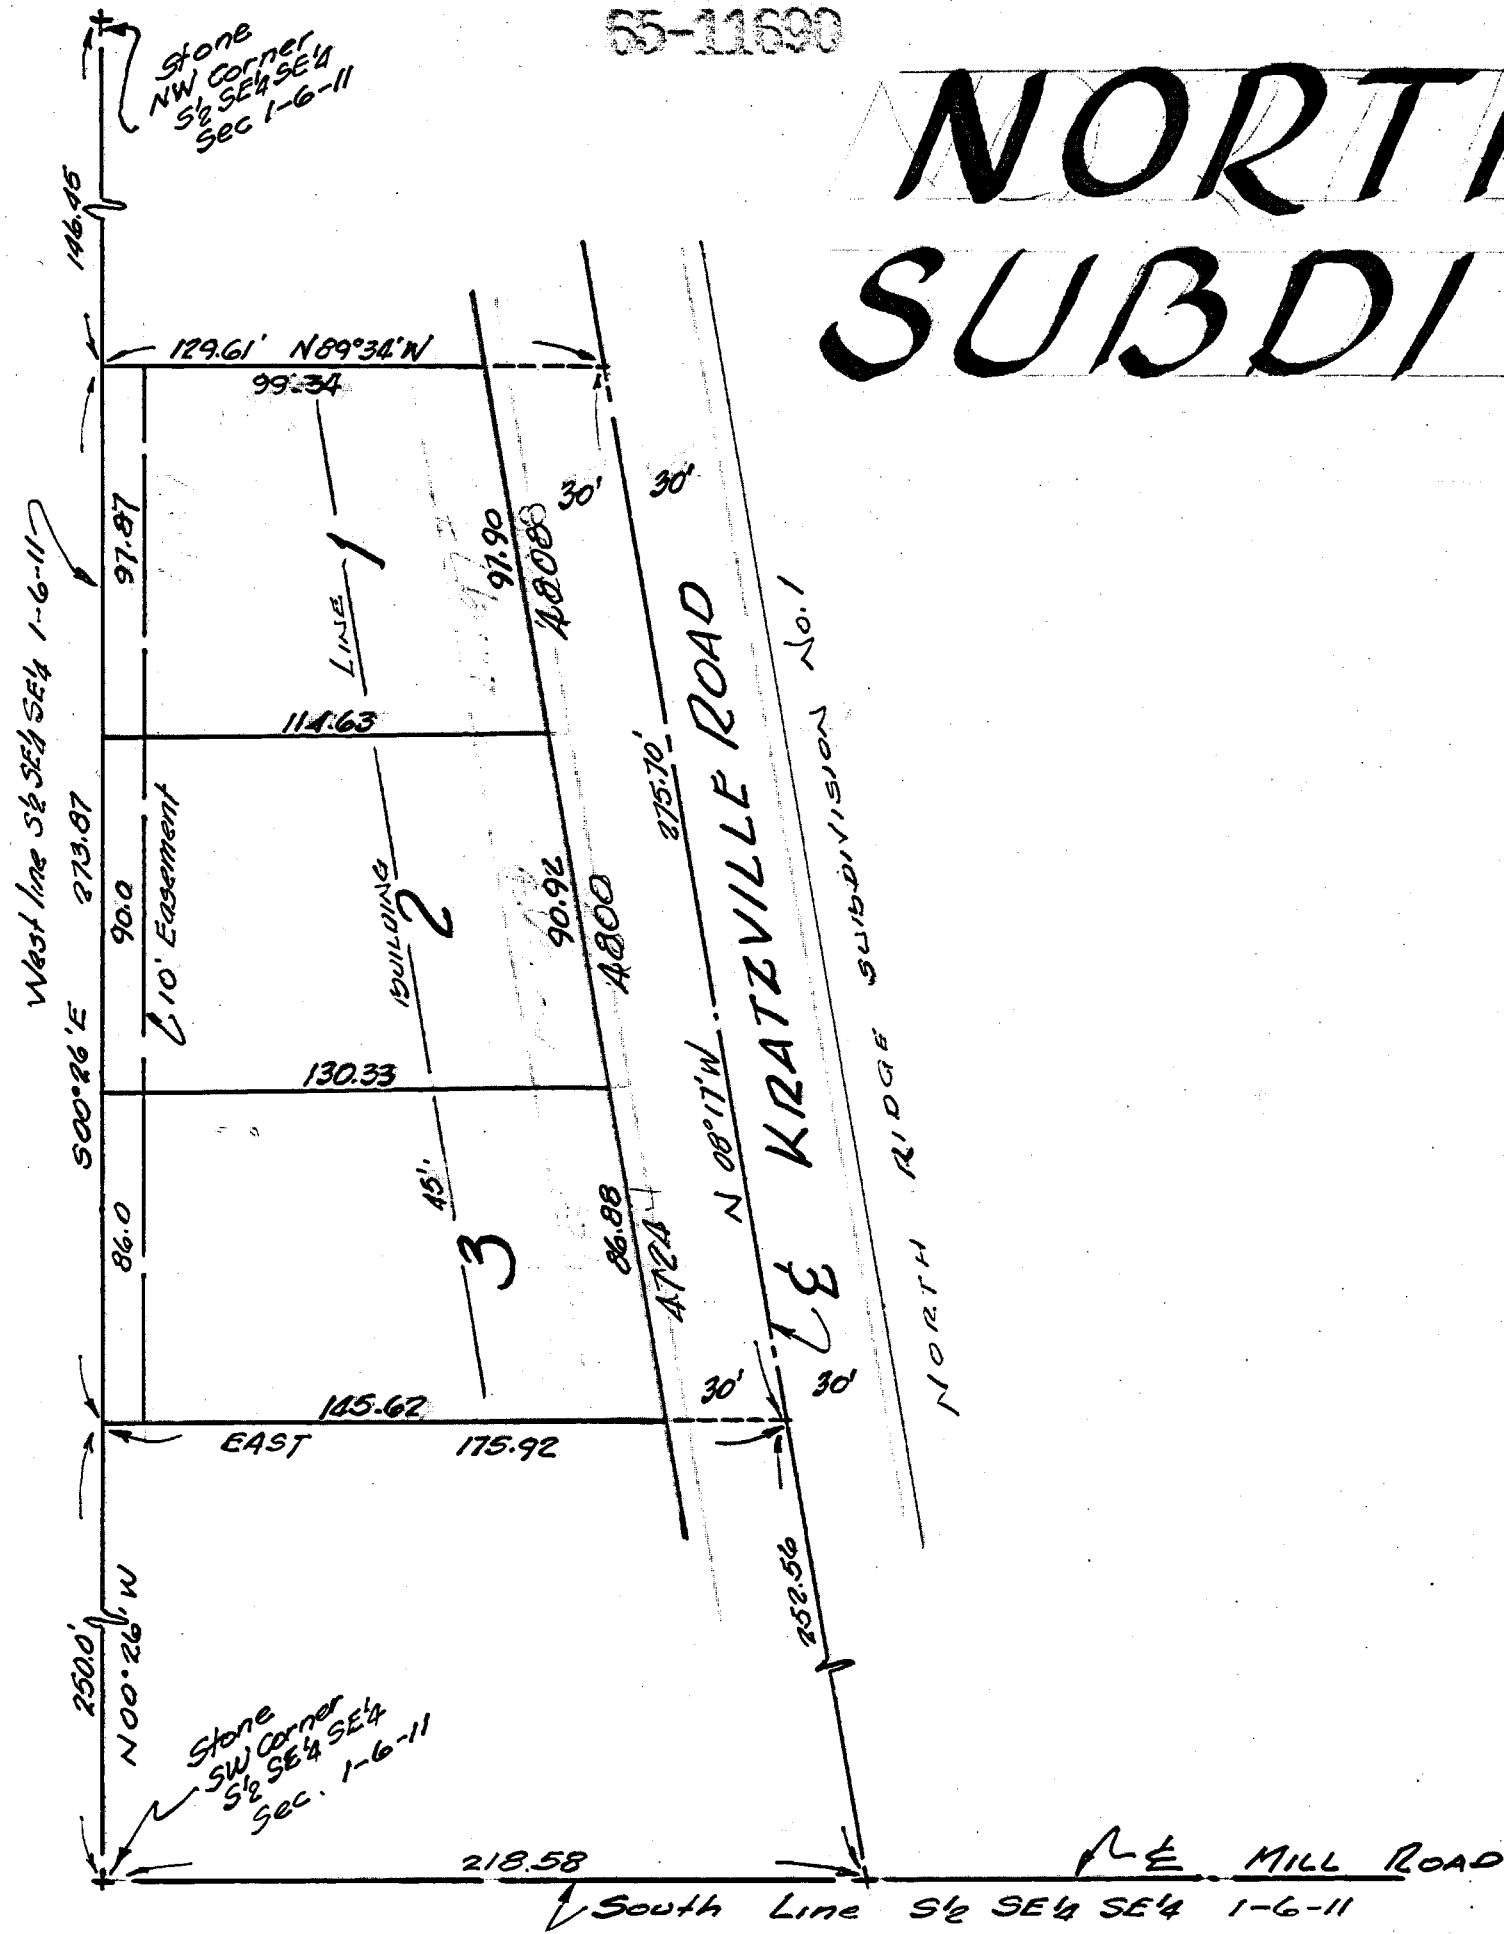 65-11690
NORT
SUBDI
Stone
NW Corner
S½ SE¼ SE¼
Sec 1-6-11
146.45
129.61' N89°34'W
99.34
West line S½ SE¼ SE¼ 1-6-11
S00°26'E 273.87
97.87
90.0
86.0
10' Easement
1
2
3
BUILDING LINE
45'
114.63
130.33
145.62
97.90
90.92
86.88
4808
4800
4724
30' 30'
275.70'
N 08°17'W
℄ KRATZVILLE ROAD
NORTH RIDGE SUBDIVISION No. 1
30' 30'
EAST 175.92
252.56
250.0'
N00°26'W
Stone
SW Corner
S½ SE¼ SE¼
Sec. 1-6-11
218.58
℄ MILL ROAD
South Line S½ SE¼ SE¼ 1-6-11